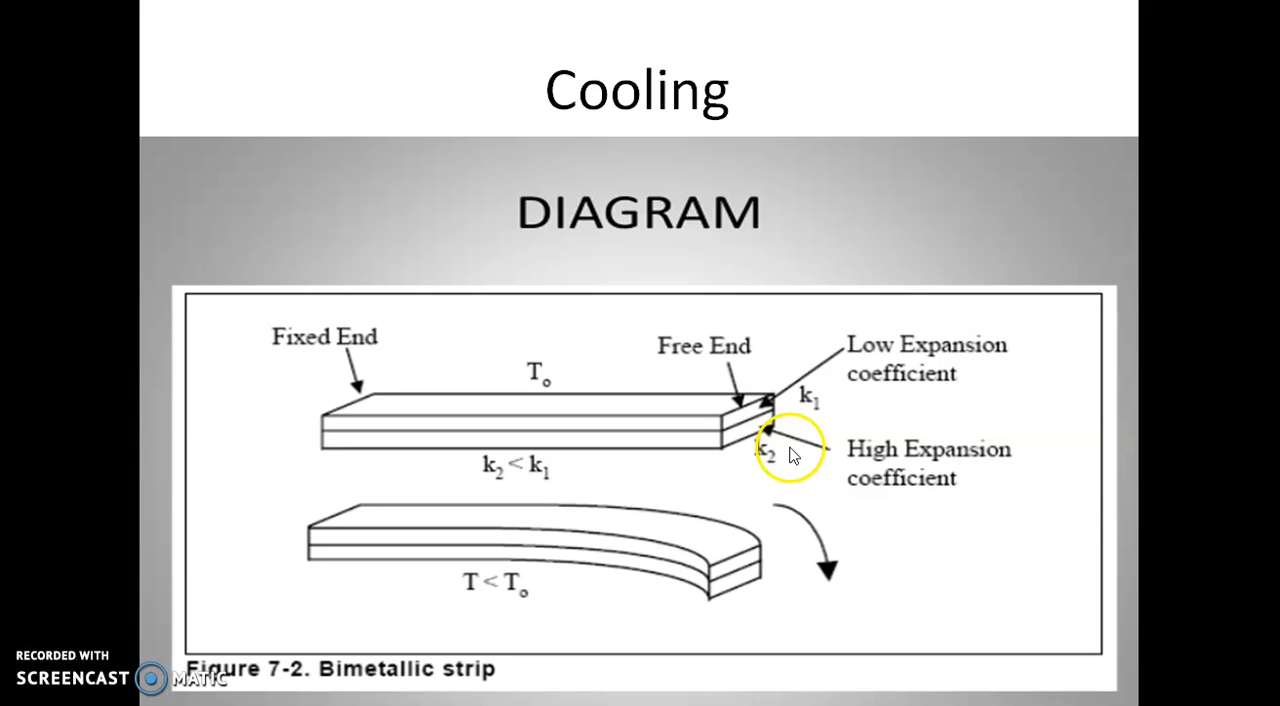 Cooling
DIAGRAM
Fixed End
Free End
Low Expansion
coefficient
T₀
k₁
k₂
High Expansion
coefficient
k₂ < k₁
T < T₀
Figure 7-2. Bimetallic strip
RECORDED WITH
SCREENCAST MATIC